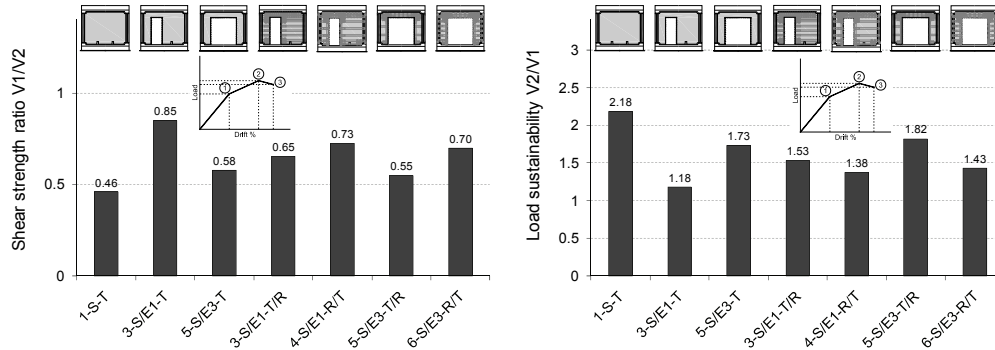 Shear strength ratio V1/V2
1
0.5
0
0.46
0.85
0.58
0.65
0.73
0.55
0.70
Load
1
2
3
Drift %
1-S-T
3-S/E1-T
5-S/E3-T
3-S/E1-T/R
4-S/E1-R/T
5-S/E3-T/R
6-S/E3-R/T
Load sustainability V2/V1
3
2.5
2
1.5
1
0.5
0
2.18
1.18
1.73
1.53
1.38
1.82
1.43
Load
1
2
3
Drift %
1-S-T
3-S/E1-T
5-S/E3-T
3-S/E1-T/R
4-S/E1-R/T
5-S/E3-T/R
6-S/E3-R/T